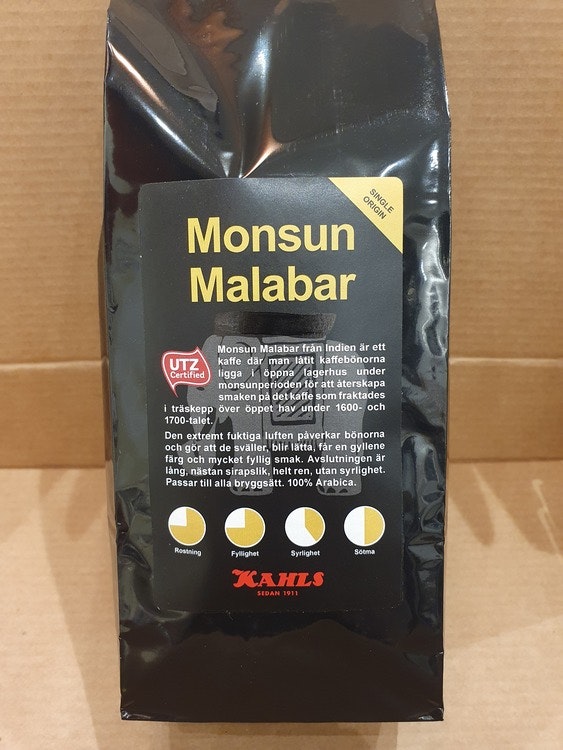 SINGLE
ORIGIN
Monsun
Malabar
UTZ
Certified
Monsun Malabar från Indien är ett
kaffe där man låtit kaffebönorna
ligga i öppna lagerhus under
monsunperioden för att återskapa
smaken på det kaffe som fraktades
i träskepp över öppet hav under 1600- och
1700-talet.
Den extremt fuktiga luften påverkar bönorna
och gör att de sväller, blir lätta, får en gyllene
färg och mycket fyllig smak. Avslutningen är
lång, nästan sirapslik, helt ren, utan syrlighet.
Passar till alla bryggsätt. 100% Arabica.
Rostning Fyllighet Syrlighet Sötma
KAHLS
SEDAN 1911